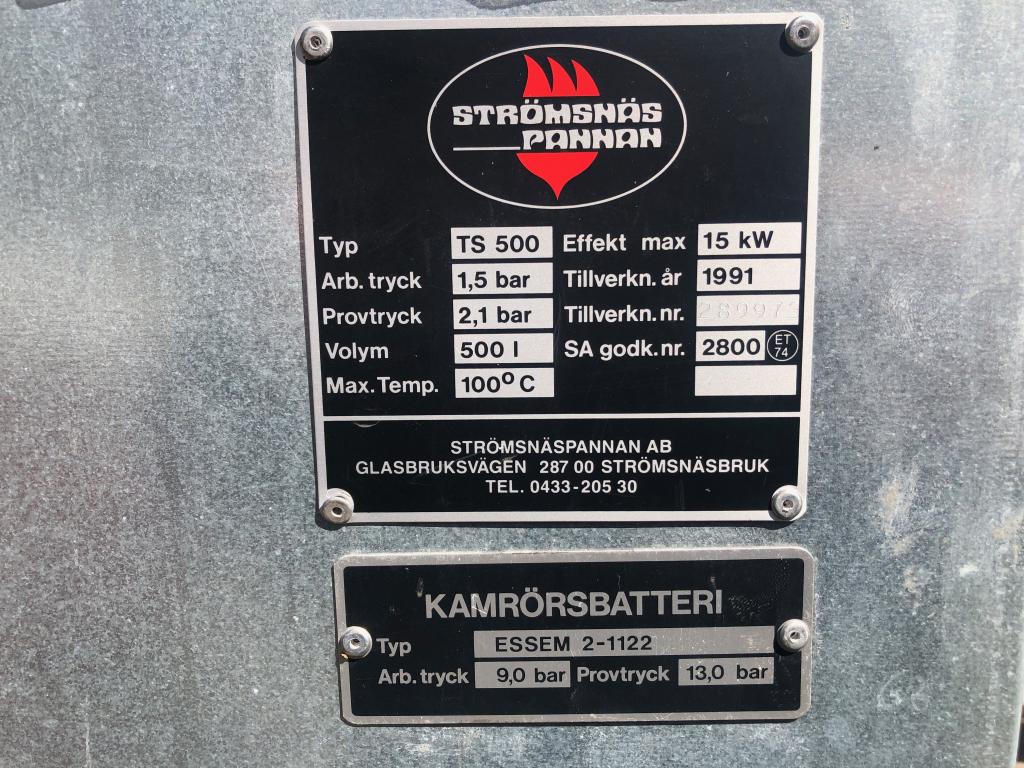 STRÖMSNÄS
PANNAN
Typ TS 500 Effekt max 15 kW
Arb. tryck 1,5 bar Tillverkn. år 1991
Provtryck 2,1 bar Tillverkn.nr.
Volym 500 l SA godk.nr. 2800 ET 74
Max. Temp. 100° C
STRÖMSNÄSPANNAN AB
GLASBRUKSVÄGEN 287 00 STRÖMSNÄSBRUK
TEL. 0433-205 30
KAMRÖRSBATTERI
Typ ESSEM 2-1122
Arb. tryck 9,0 bar Provtryck 13,0 bar